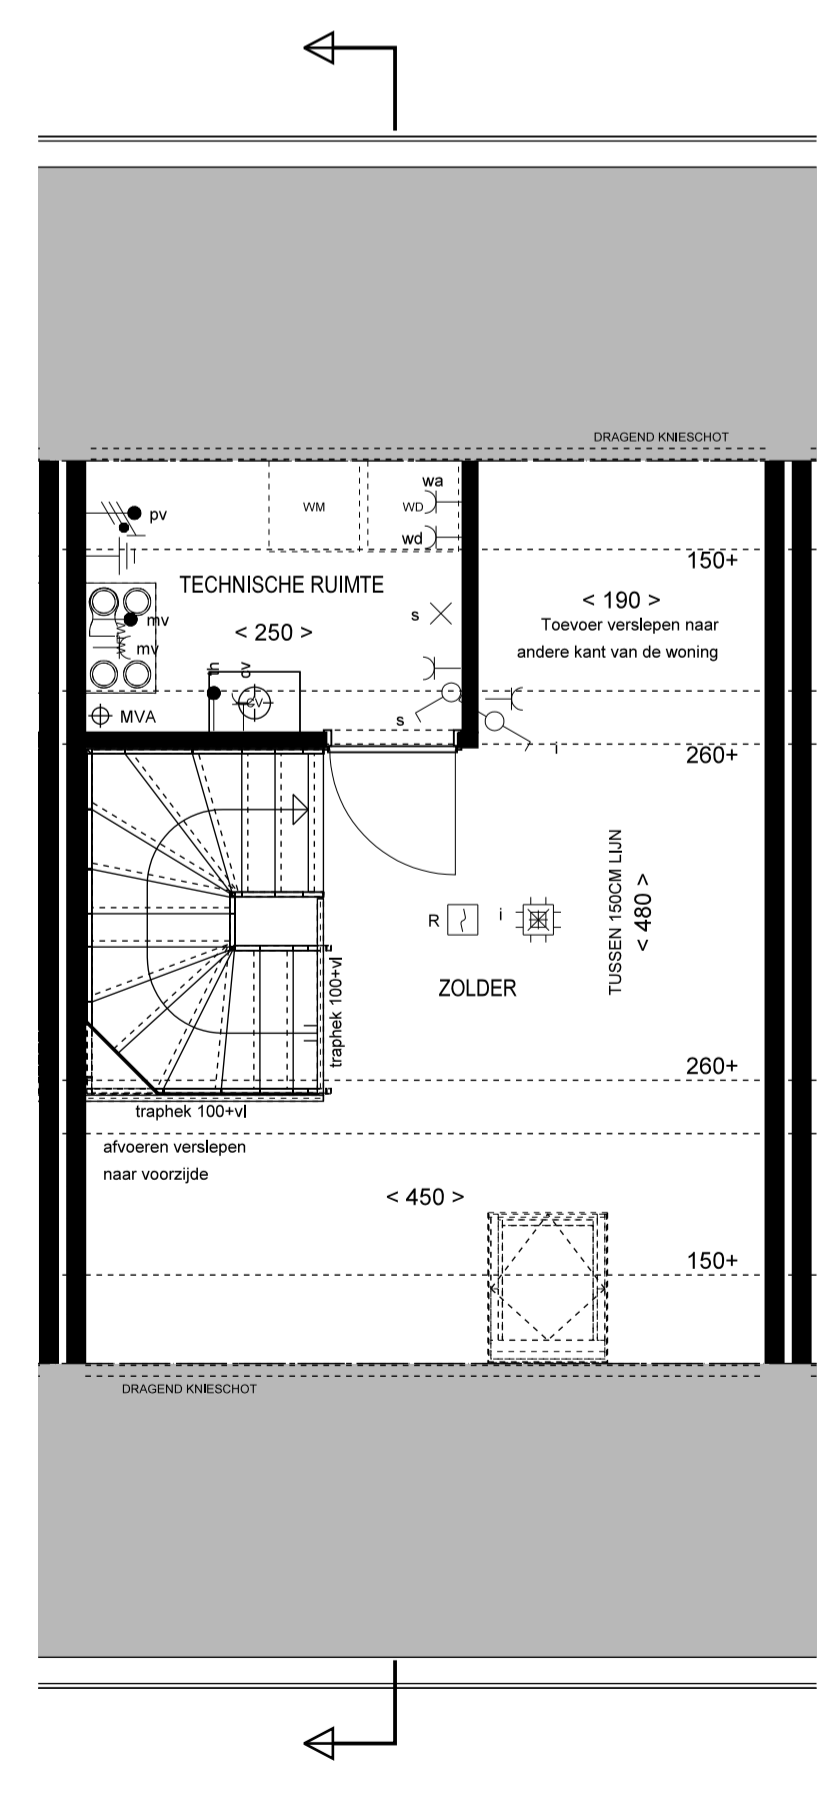 DRAGEND KNIESCHOT
wa
WM
WD
pv
wd
150+
TECHNISCHE RUIMTE
< 190 >
s
mv
Toevoer verslepen naar
< 250 >
mv
andere kant van de woning
th
cv
CV
MVA
s
i
260+
TUSSEN 150CM LIJN
< 480 >
R
i
ZOLDER
traphek 100+vl
260+
traphek 100+vl
afvoeren verslepen
naar voorzijde
< 450 >
150+
DRAGEND KNIESCHOT